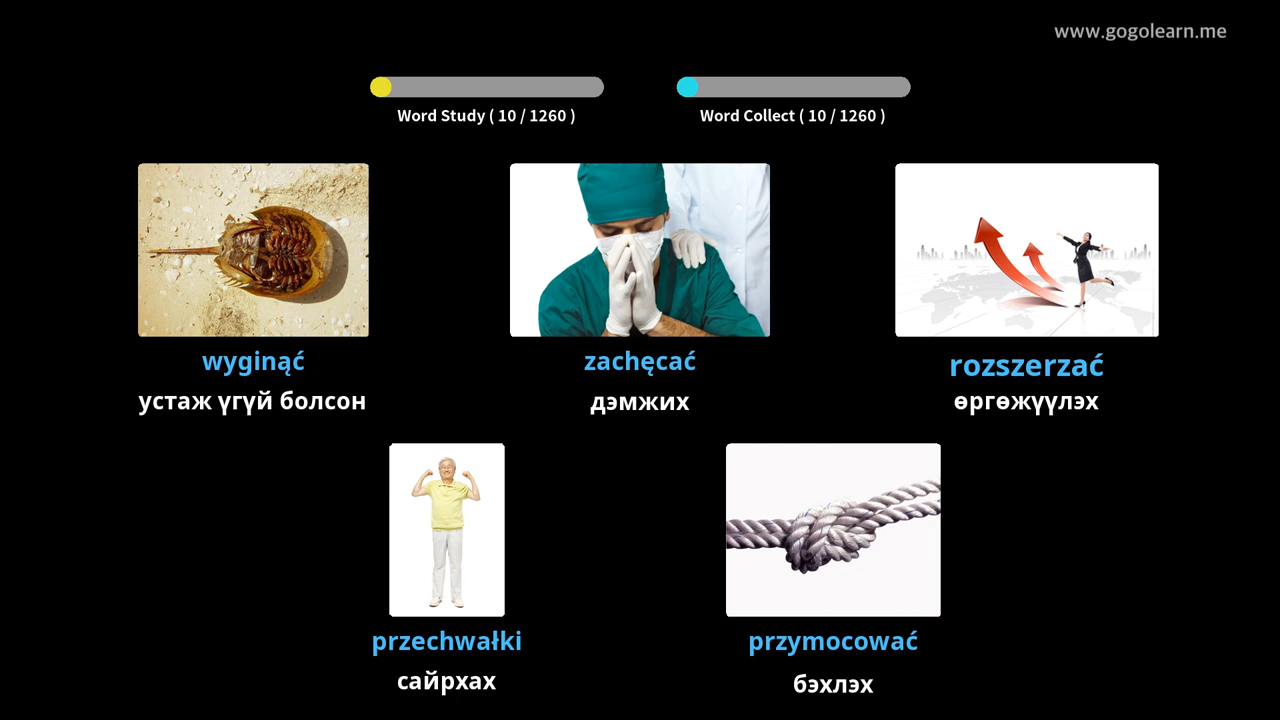 www.gogolearn.me
Word Study ( 10 / 1260 )
Word Collect ( 10 / 1260 )
wyginąć
устаж үгүй болсон
zachęcać
дэмжих
rozszerzać
өргөжүүлэх
przechwałki
сайрхах
przymocować
бэхлэх